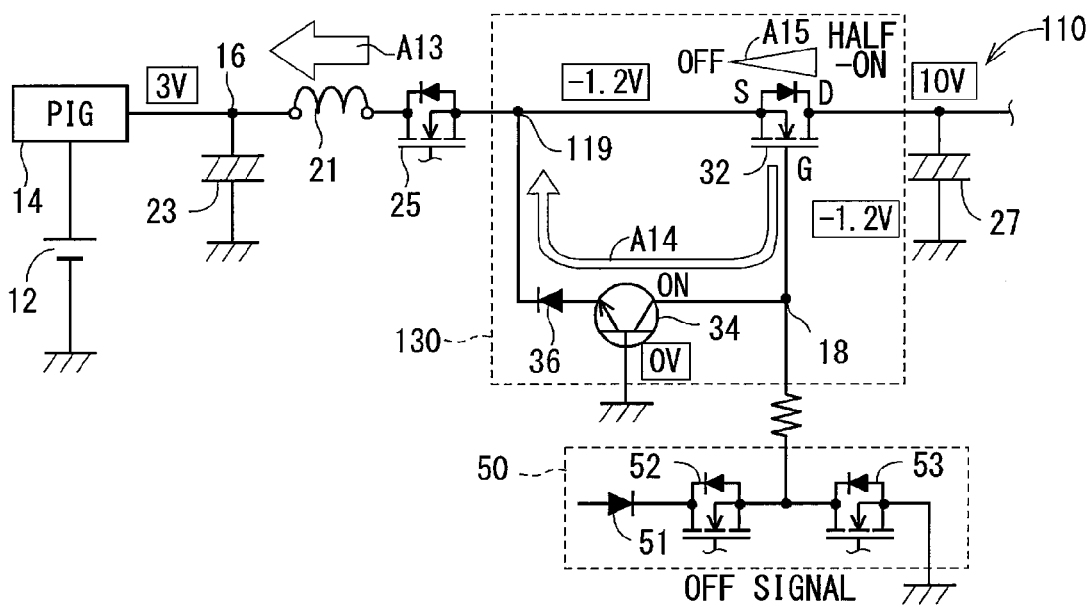 A13
A15
HALF
-ON
110
OFF
3V
16
-1.2V
10V
PIG
S
D
119
G
14
21
25
32
23
-1.2V
27
A14
12
ON
34
18
130
36
0V
50
52
53
51
OFF SIGNAL